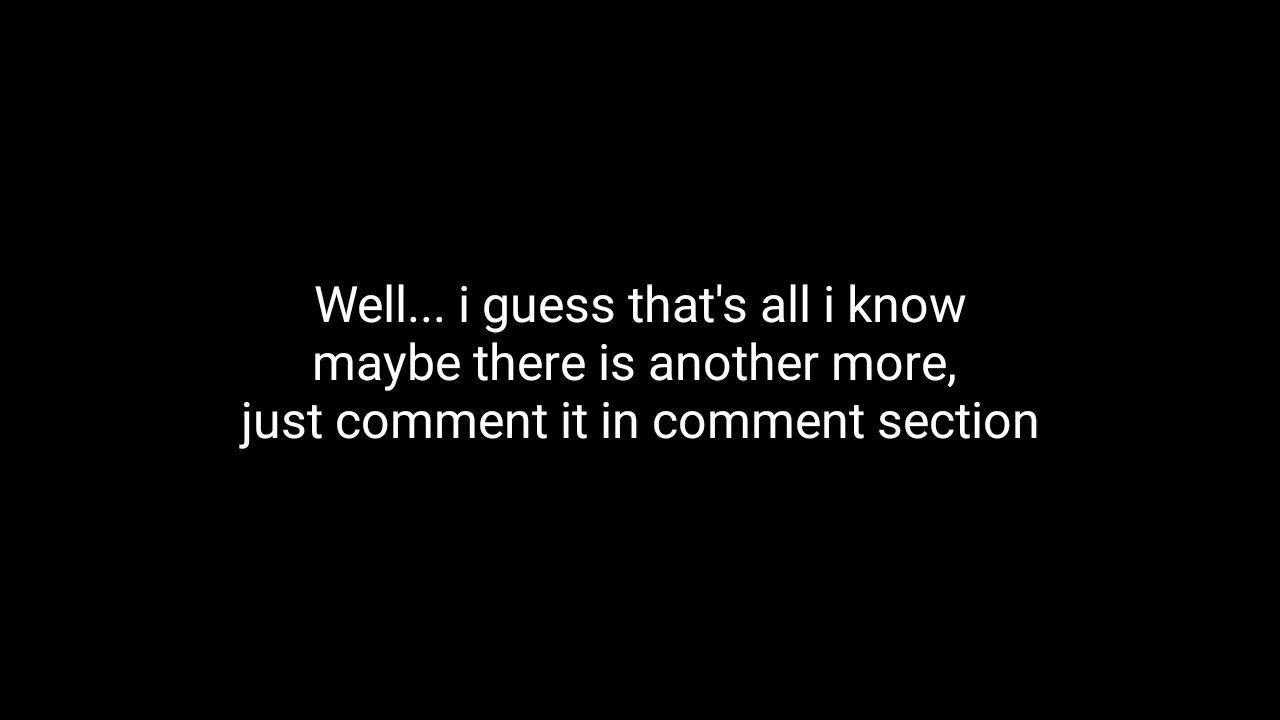 Well... i guess that's all i know
maybe there is another more,
just comment it in comment section